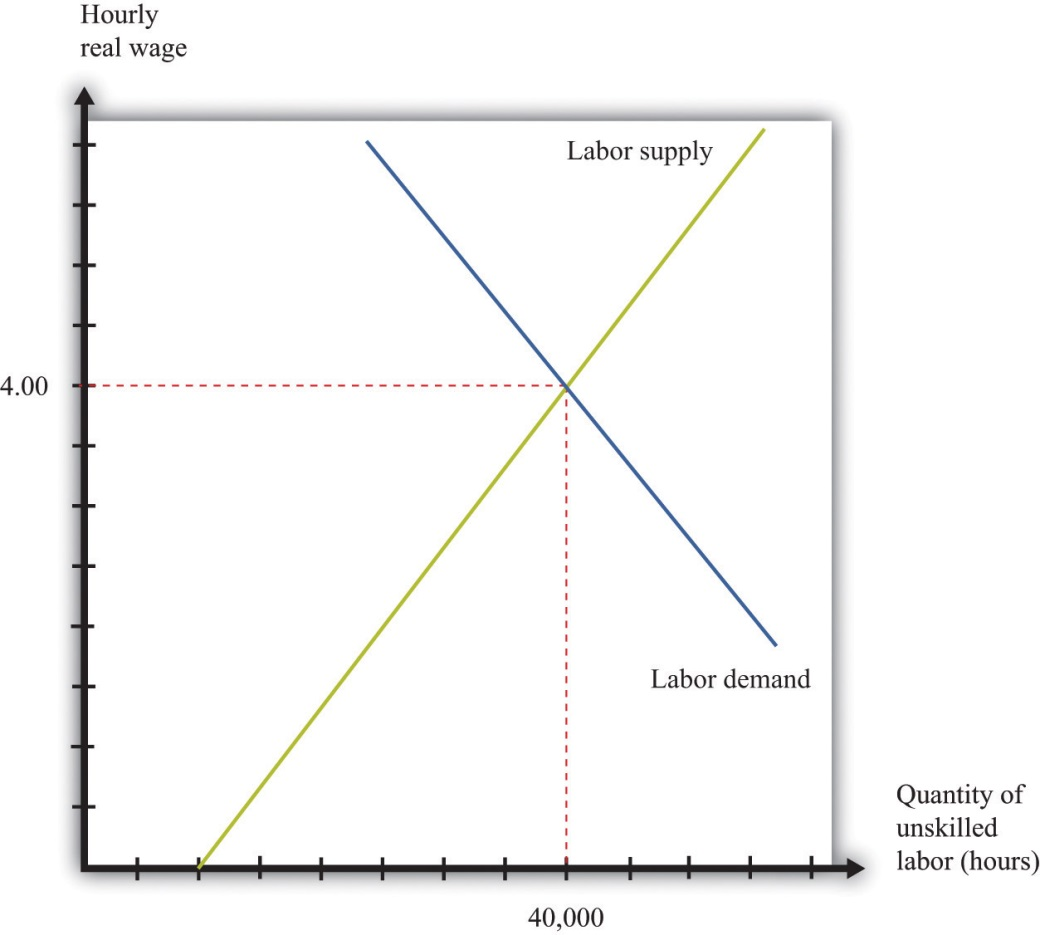 Hourly
real wage
Labor supply
4.00
Labor demand
Quantity of
unskilled
labor (hours)
40,000